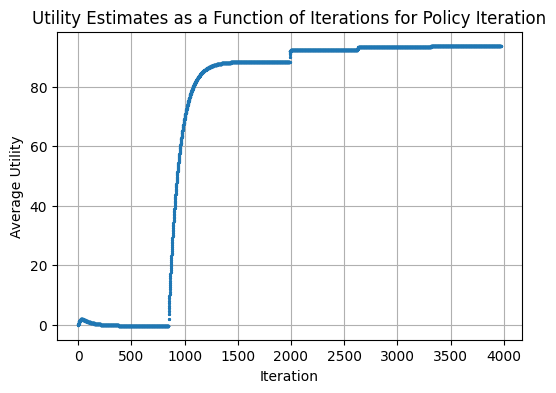 Utility Estimates as a Function of Iterations for Policy Iteration
80
60
40
20
0
Average Utility
0 500 1000 1500 2000 2500 3000 3500 4000
Iteration